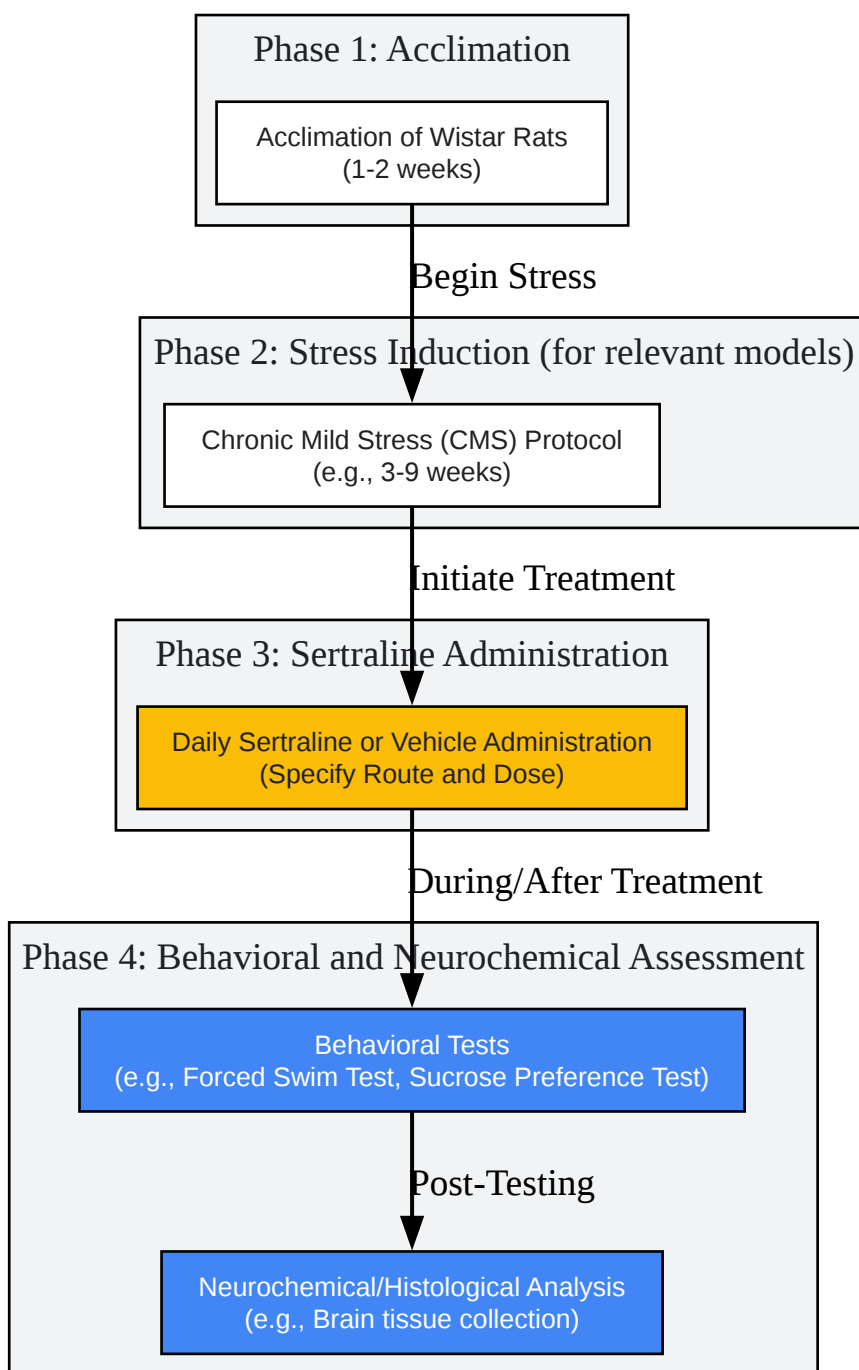 Phase 1: Acclimation
Acclimation of Wistar Rats
(1-2 weeks)
Begin Stress
Phase 2: Stress Induction (for relevant models)
Chronic Mild Stress (CMS) Protocol
(e.g., 3-9 weeks)
Initiate Treatment
Phase 3: Sertraline Administration
Daily Sertraline or Vehicle Administration
(Specify Route and Dose)
During/After Treatment
Phase 4: Behavioral and Neurochemical Assessment
Behavioral Tests
(e.g., Forced Swim Test, Sucrose Preference Test)
Post-Testing
Neurochemical/Histological Analysis
(e.g., Brain tissue collection)